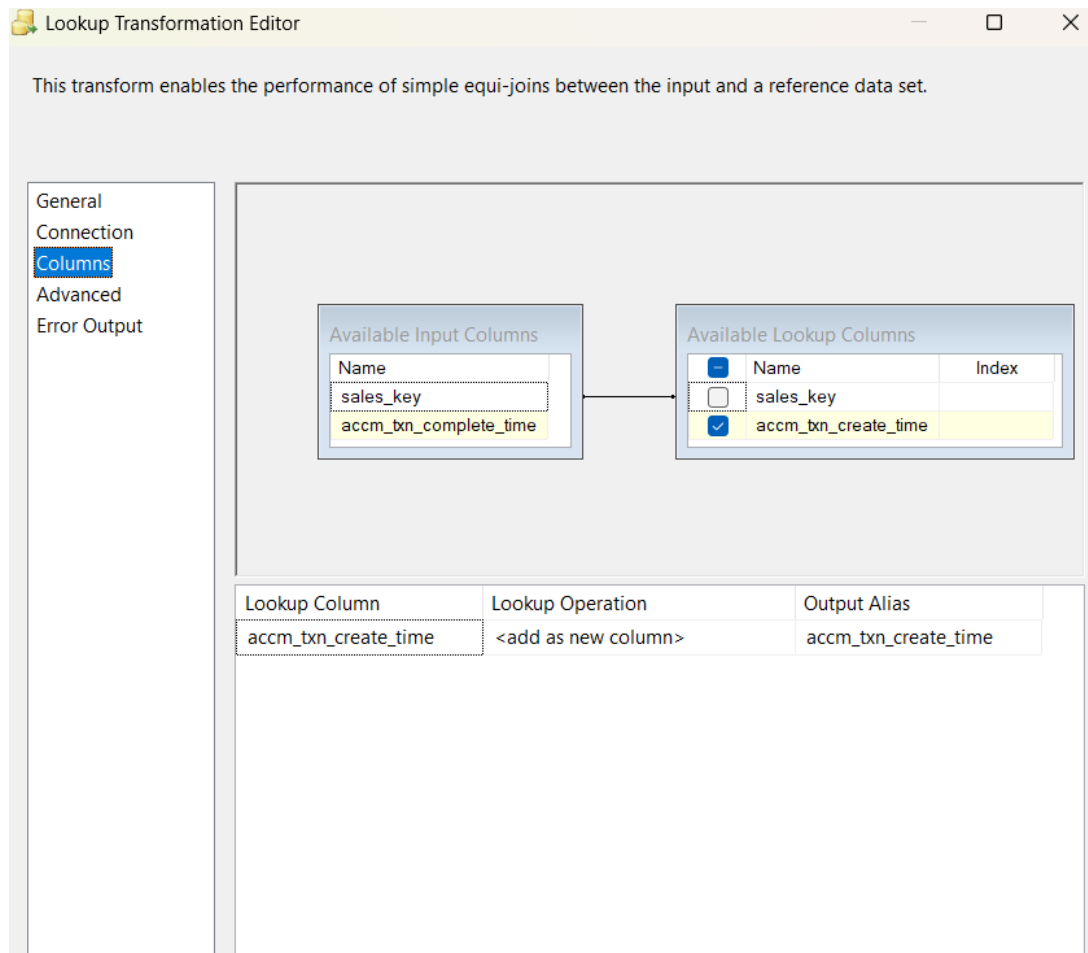 Lookup Transformation Editor
This transform enables the performance of simple equi-joins between the input and a reference data set.
General
Connection
Columns
Advanced
Error Output
Available Input Columns
Name
sales_key
accm_txn_complete_time
Available Lookup Columns
Name Index
sales_key
accm_txn_create_time
Lookup Column Lookup Operation Output Alias
accm_txn_create_time <add as new column> accm_txn_create_time